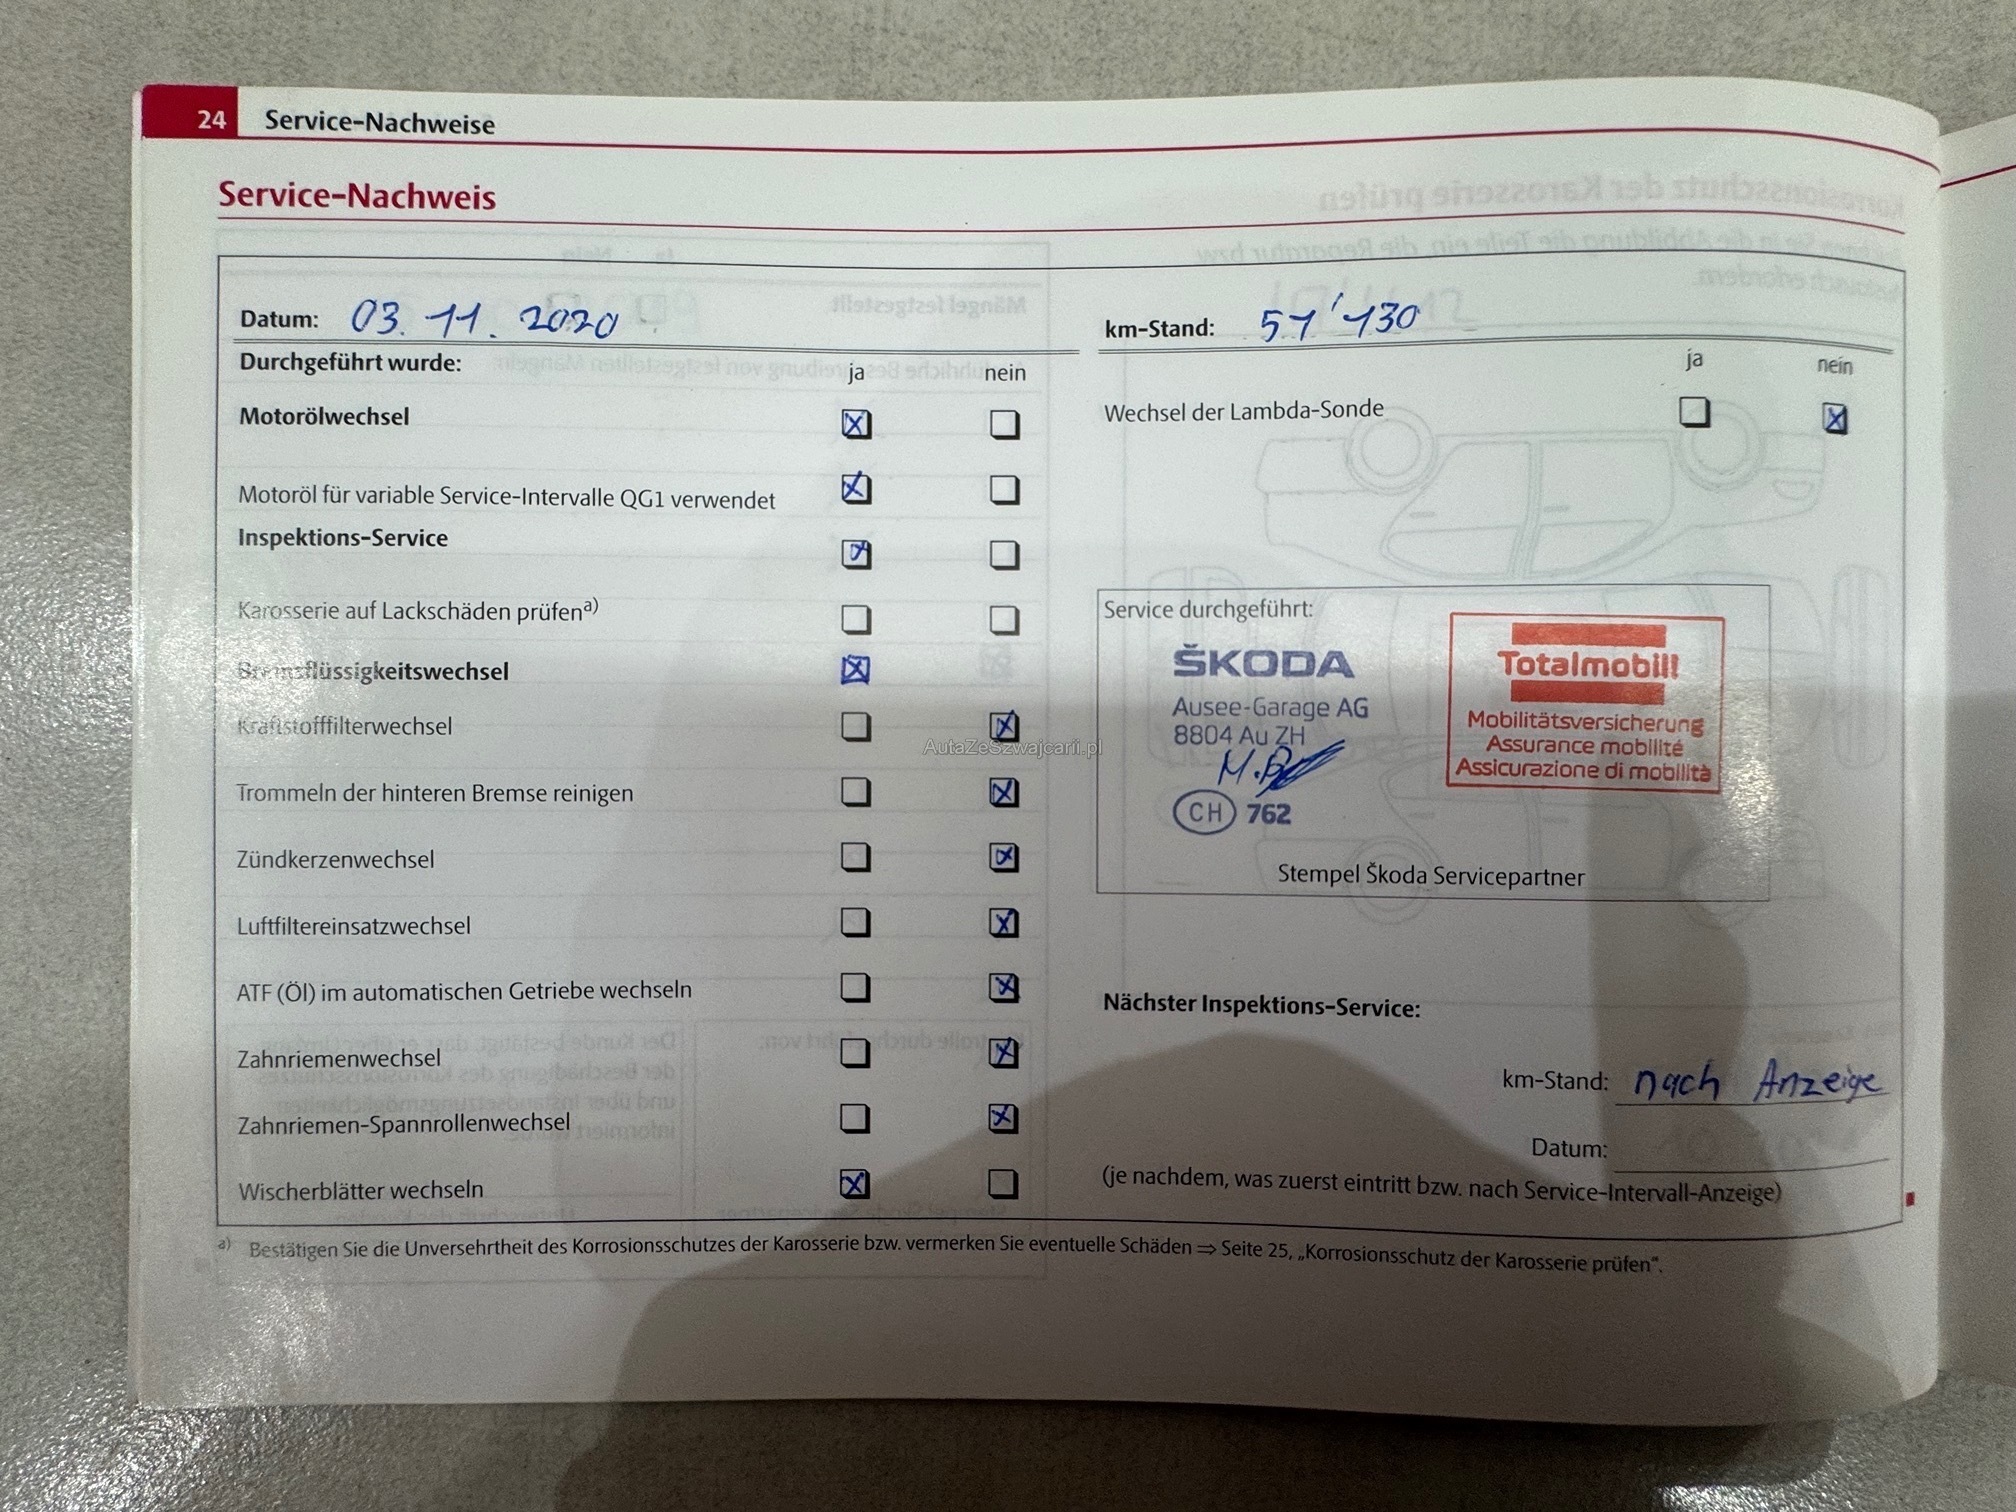 24 Service-Nachweise
Service-Nachweis
Datum: 03.11.2020
km-Stand: 51'130
Durchgeführt wurde: ja nein
ja nein
Motorölwechsel
Wechsel der Lambda-Sonde
Motoröl für variable Service-Intervalle QG1 verwendet
Inspektions-Service
Karosserie auf Lackschäden prüfena)
Bremsflüssigkeitswechsel
Kraftstofffilterwechsel
Trommeln der hinteren Bremse reinigen
Zündkerzenwechsel
Luftfiltereinsatzwechsel
ATF (Öl) im automatischen Getriebe wechseln
Zahnriemenwechsel
Zahnriemen-Spannrollenwechsel
Wischerblätter wechseln
Service durchgeführt:
ŠKODA
Ausee-Garage AG
8804 Au ZH
CH 762
Totalmobil!
Mobilitätsversicherung
Assurance mobilité
Assicurazione di mobilità
Stempel Škoda Servicepartner
Nächster Inspektions-Service:
km-Stand: nach Anzeige
Datum:
(je nachdem, was zuerst eintritt bzw. nach Service-Intervall-Anzeige)
a) Bestätigen Sie die Unversehrtheit des Korrosionsschutzes der Karosserie bzw. vermerken Sie eventuelle Schäden ⇒ Seite 25, „Korrosionsschutz der Karosserie prüfen“.
AutaZeSzwajcarii.pl